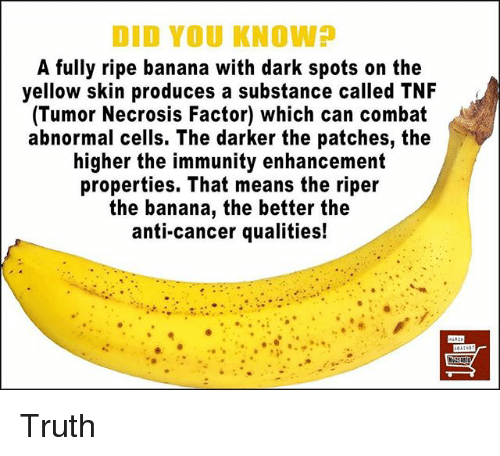 DID YOU KNOW?
A fully ripe banana with dark spots on the
yellow skin produces a substance called TNF
(Tumor Necrosis Factor) which can combat
abnormal cells. The darker the patches, the
higher the immunity enhancement
properties. That means the riper
the banana, the better the
anti-cancer qualities!
MARCH
AGAINST
Truth